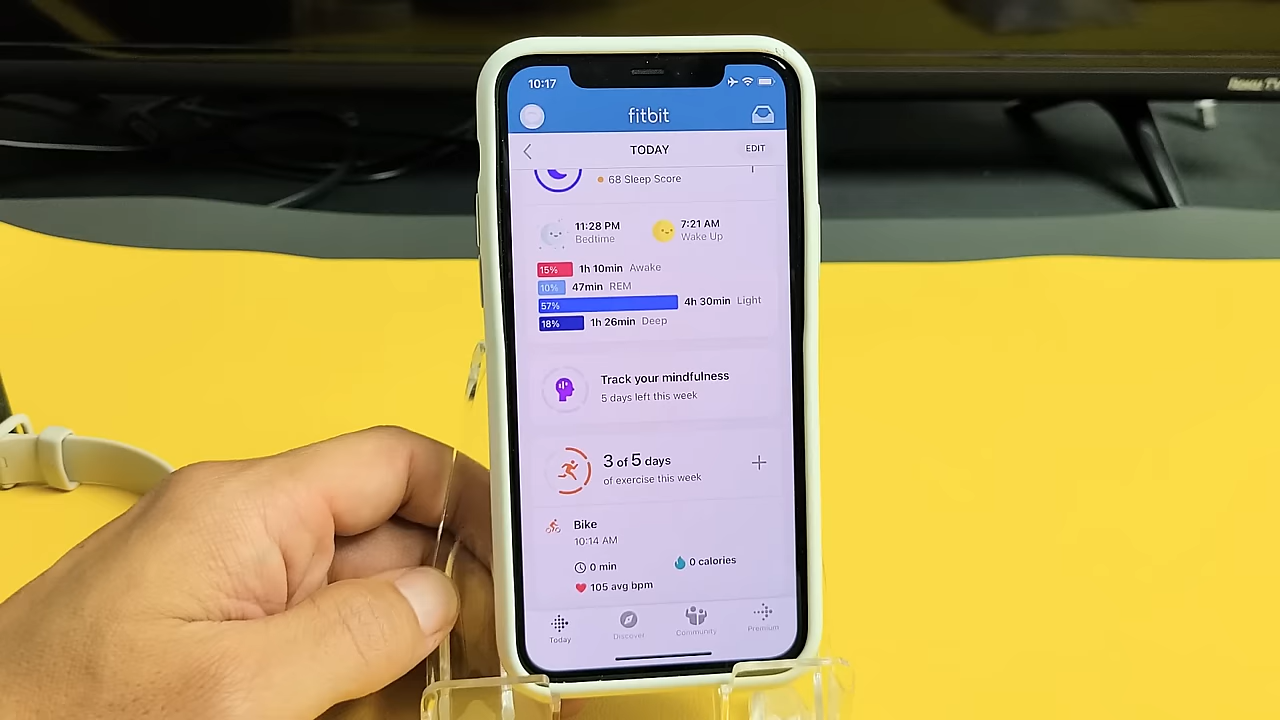 Roku TV
10:17
fitbit
TODAY
EDIT
68 Sleep Score
11:28 PM
Bedtime
7:21 AM
Wake Up
15% 1h 10min Awake
10% 47min REM
57% 4h 30min Light
18% 1h 26min Deep
Track your mindfulness
5 days left this week
3 of 5 days
of exercise this week
Bike
10:14 AM
0 min
0 calories
105 avg bpm
Today
Discover
Community
Premium